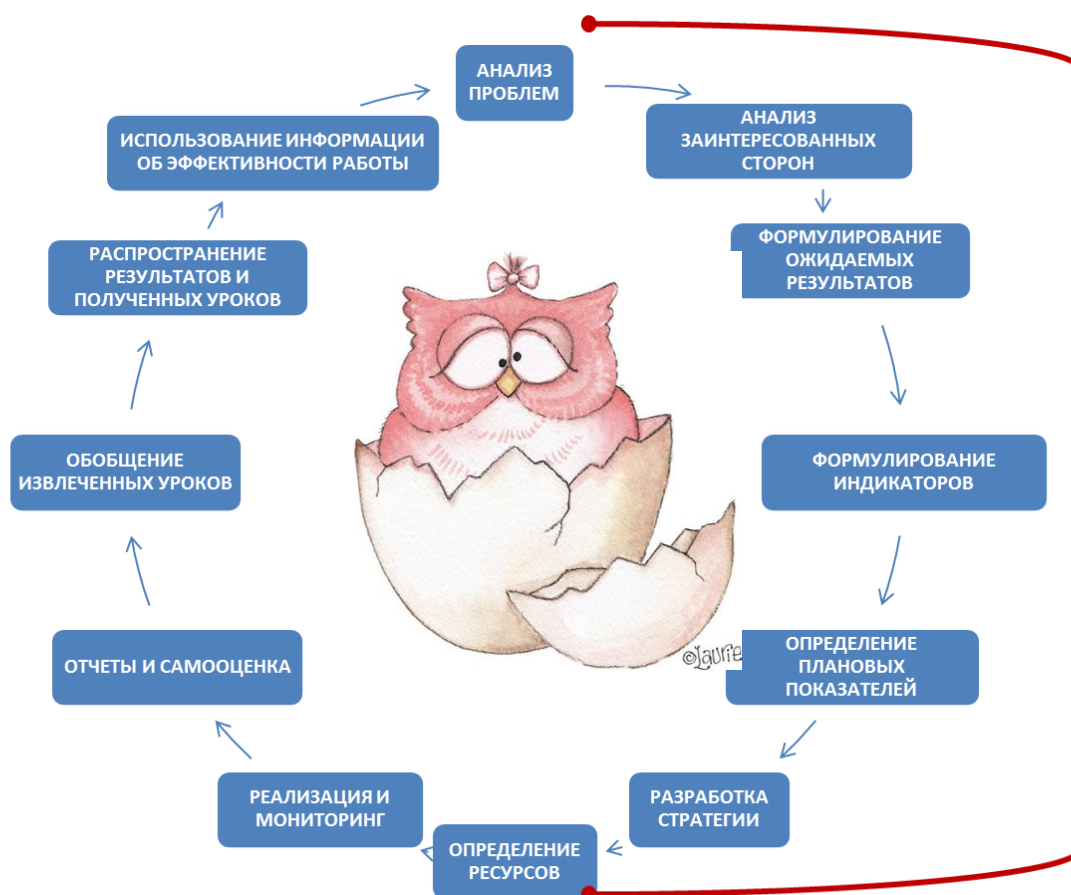 АНАЛИЗ
ПРОБЛЕМ
АНАЛИЗ
ЗАИНТЕРЕСОВАННЫХ
СТОРОН
ФОРМУЛИРОВАНИЕ
ОЖИДАЕМЫХ
РЕЗУЛЬТАТОВ
ФОРМУЛИРОВАНИЕ
ИНДИКАТОРОВ
ОПРЕДЕЛЕНИЕ
ПЛАНОВЫХ
ПОКАЗАТЕЛЕЙ
РАЗРАБОТКА
СТРАТЕГИИ
ОПРЕДЕЛЕНИЕ
РЕСУРСОВ
РЕАЛИЗАЦИЯ И
МОНИТОРИНГ
ОТЧЕТЫ И САМООЦЕНКА
ОБОБЩЕНИЕ
ИЗВЛЕЧЕННЫХ УРОКОВ
РАСПРОСТРАНЕНИЕ
РЕЗУЛЬТАТОВ И
ПОЛУЧЕННЫХ УРОКОВ
ИСПОЛЬЗОВАНИЕ ИНФОРМАЦИИ
ОБ ЭФФЕКТИВНОСТИ РАБОТЫ
©Laurie